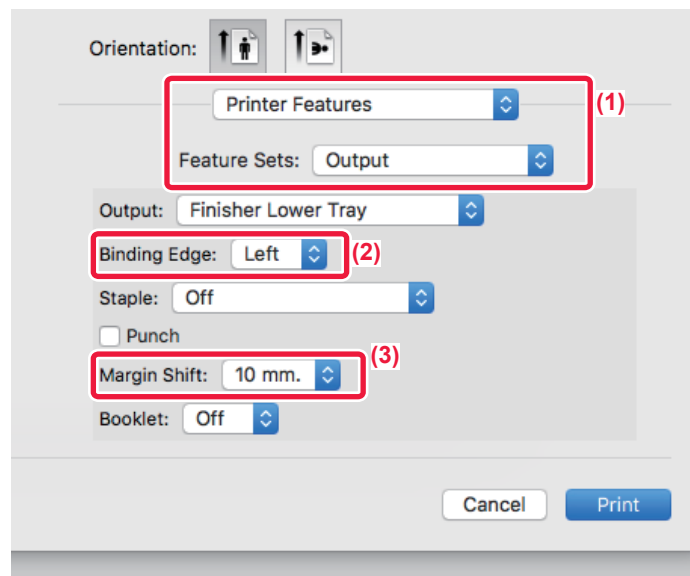 Orientation:
Printer Features
(1)
Feature Sets: Output
Output: Finisher Lower Tray
Binding Edge: Left
(2)
Staple: Off
Punch
(3)
Margin Shift: 10 mm.
Booklet: Off
Cancel Print